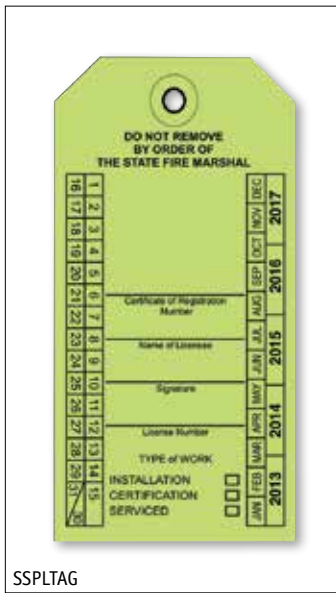 DO NOT REMOVE
BY ORDER OF
THE STATE FIRE MARSHAL
16 17 18 19 20 21 22 23 24 25 26 27 28 29 31 30
1 2 3 4 5 6 7 8 9 10 11 12 13 14 15
Certificate of Registration
Number
Name of Licensee
Signature
License Number
TYPE of WORK
INSTALLATION
CERTIFICATION
SERVICED
JAN FEB MAR APR MAY JUN JUL AUG SEP OCT NOV DEC
2013 2014 2015 2016 2017
SSPLTAG